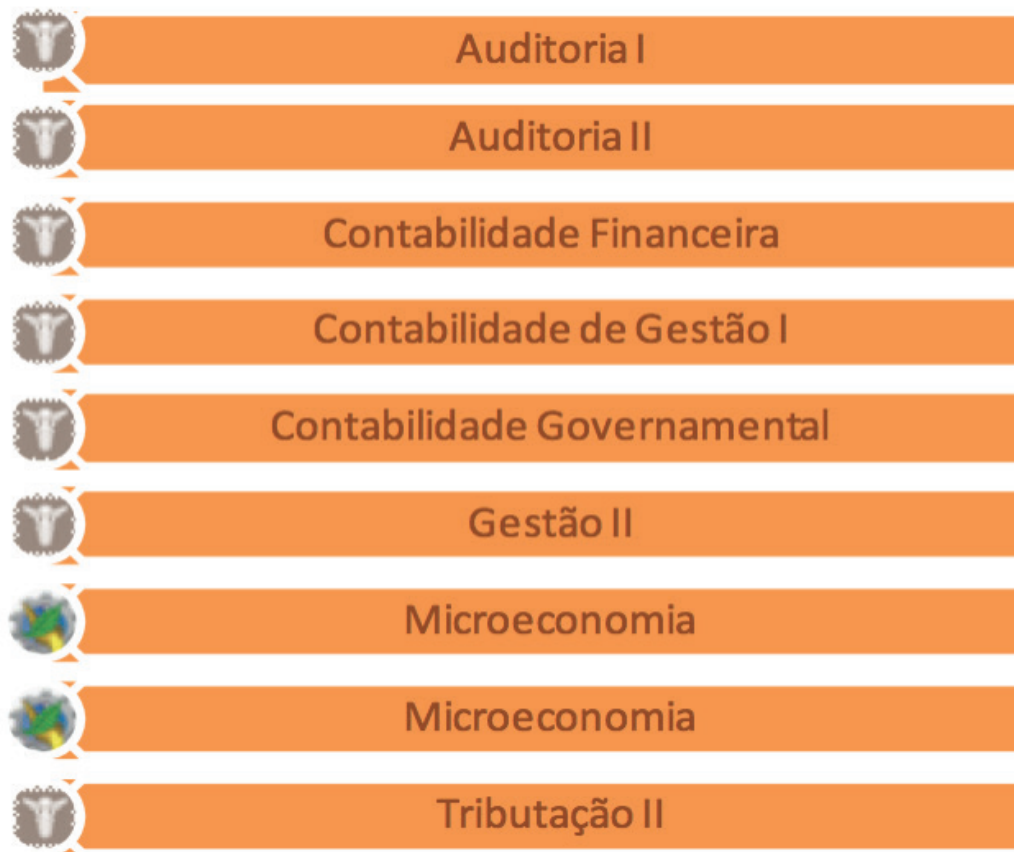 Auditoria I
Auditoria II
Contabilidade Financeira
Contabilidade de Gestão I
Contabilidade Governamental
Gestão II
Microeconomia
Microeconomia
Tributação II